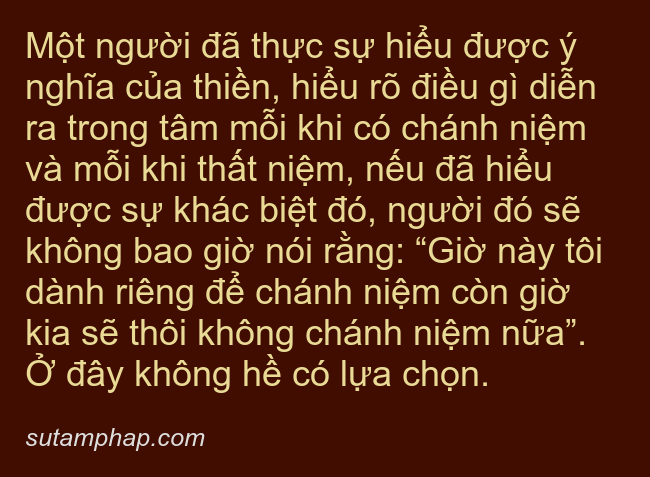 Một người đã thực sự hiểu được ý
nghĩa của thiền, hiểu rõ điều gì diễn
ra trong tâm mỗi khi có chánh niệm
và mỗi khi thất niệm, nếu đã hiểu
được sự khác biệt đó, người đó sẽ
không bao giờ nói rằng: “Giờ này tôi
dành riêng để chánh niệm còn giờ
kia sẽ thôi không chánh niệm nữa”.
Ở đây không hề có lựa chọn.
sutamphap.com